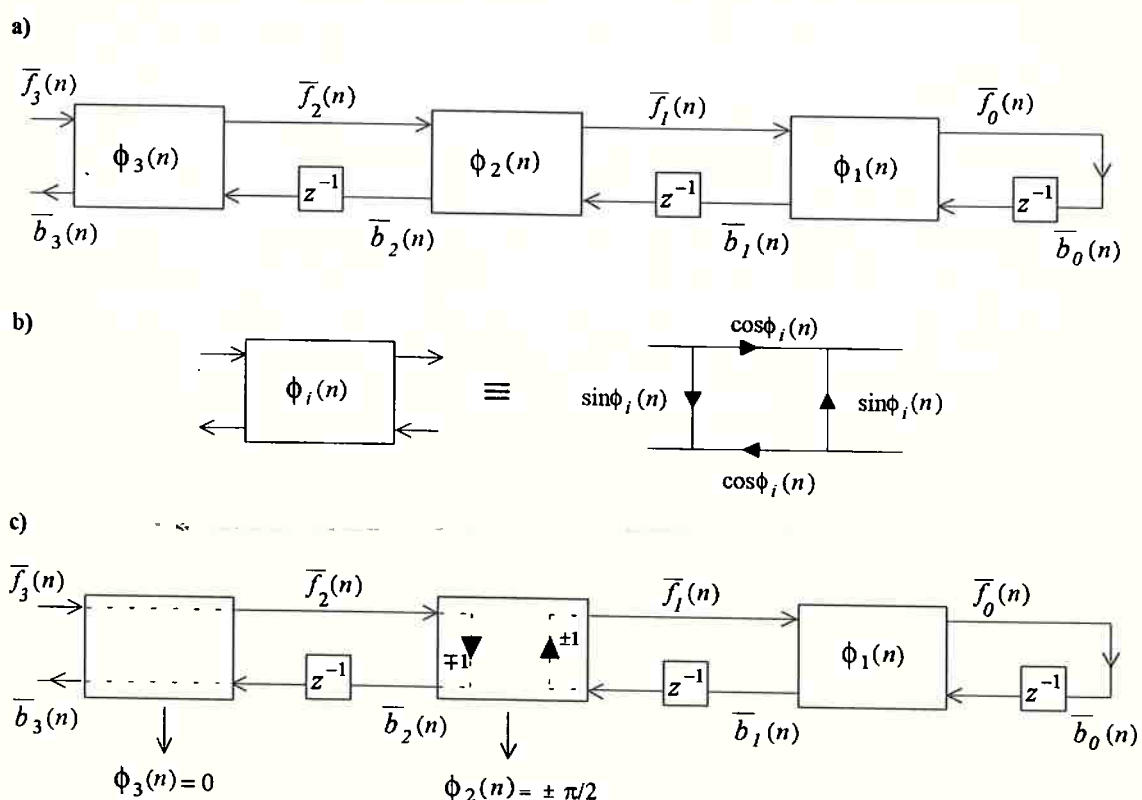 a)
f̅₃(n) f̅₂(n) f̅₁(n) f̅₀(n)
ϕ₃(n) ϕ₂(n) ϕ₁(n)
z⁻¹ z⁻¹ z⁻¹
b̅₃(n) b̅₂(n) b̅₁(n) b̅₀(n)
b)
cosϕᵢ(n)
ϕᵢ(n) ≡ sinϕᵢ(n) sinϕᵢ(n)
cosϕᵢ(n)
c)
f̅₃(n) f̅₂(n) f̅₁(n) f̅₀(n)
∓1 ±1 ϕ₁(n)
z⁻¹ z⁻¹ z⁻¹
b̅₃(n) b̅₂(n) b̅₁(n) b̅₀(n)
ϕ₃(n) = 0 ϕ₂(n) = ± π/2